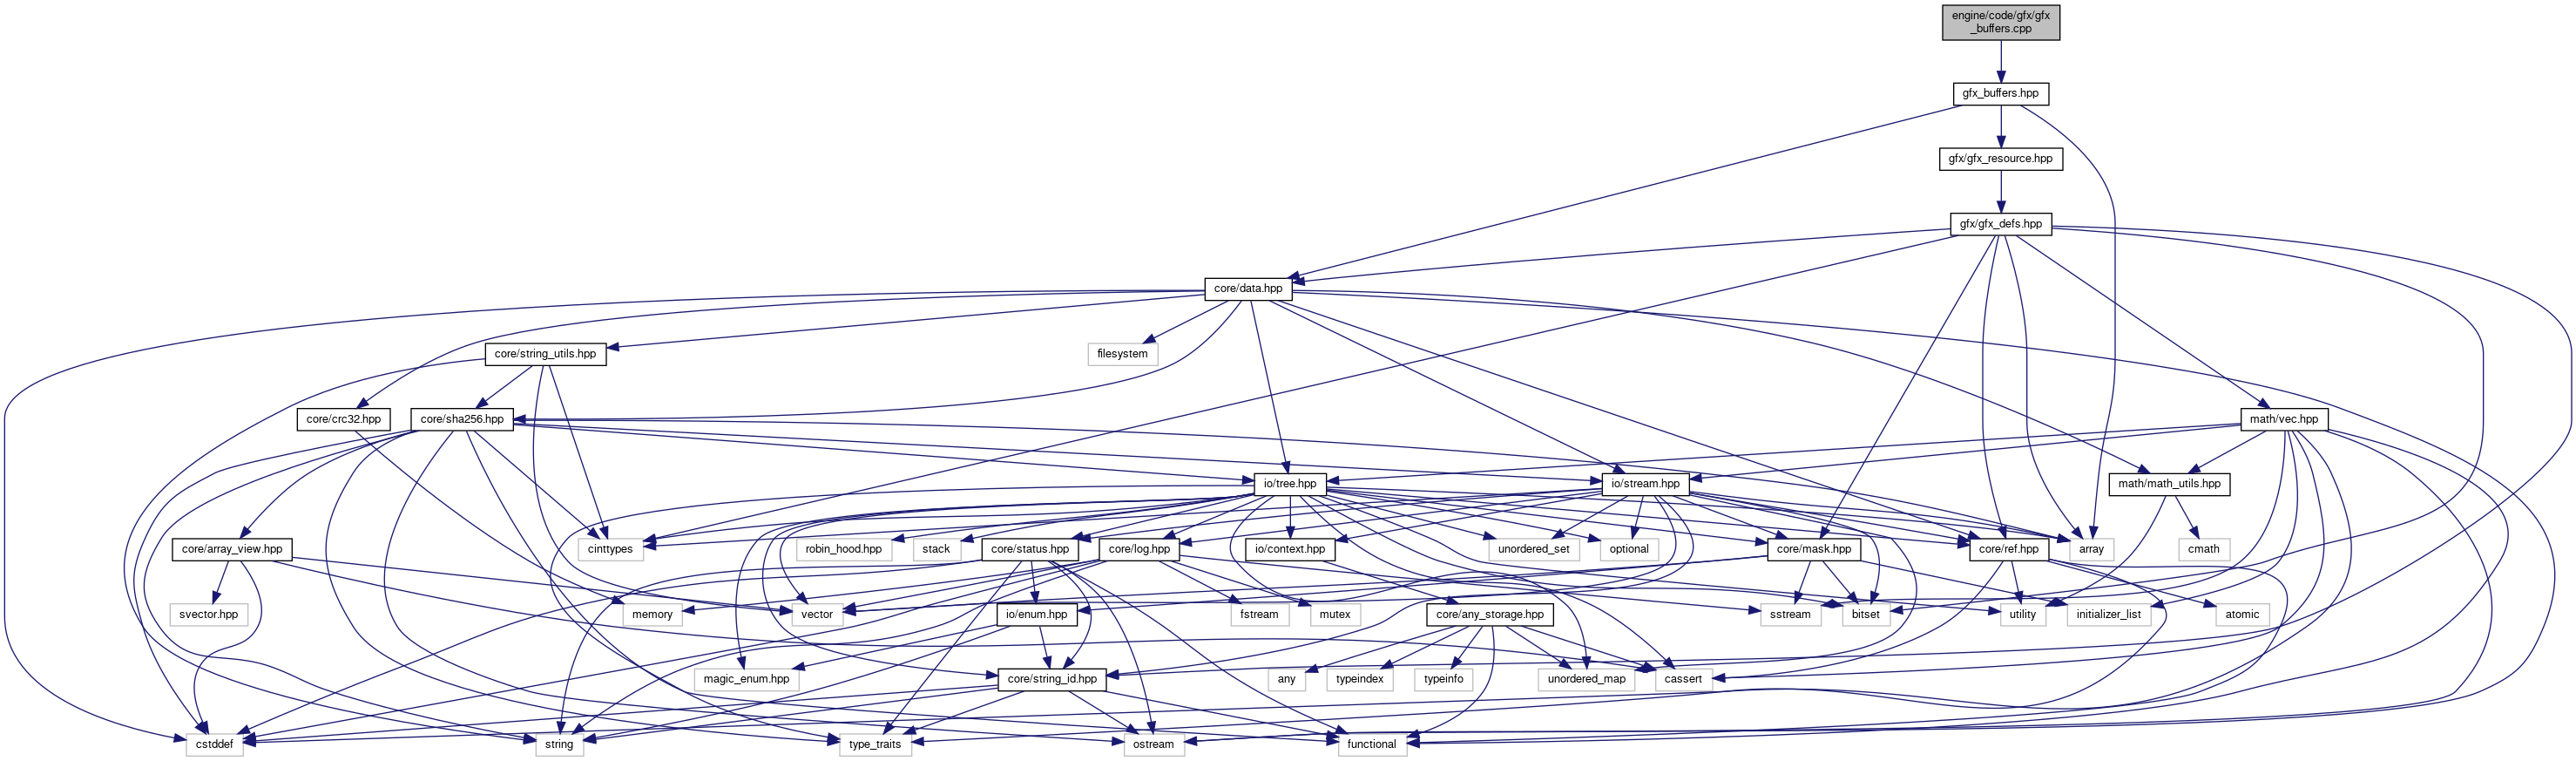 engine/code/gfx/gfx
_buffers.cpp
gfx_buffers.hpp
gfx/gfx_resource.hpp
gfx/gfx_defs.hpp
core/data.hpp
core/string_utils.hpp
filesystem
core/crc32.hpp
core/sha256.hpp
math/vec.hpp
io/tree.hpp
io/stream.hpp
math/math_utils.hpp
core/array_view.hpp
cinttypes
robin_hood.hpp
stack
core/status.hpp
core/log.hpp
io/context.hpp
unordered_set
optional
core/mask.hpp
core/ref.hpp
array
cmath
svector.hpp
memory
vector
io/enum.hpp
fstream
mutex
core/any_storage.hpp
sstream
bitset
utility
initializer_list
atomic
magic_enum.hpp
core/string_id.hpp
any
typeindex
typeinfo
unordered_map
cassert
cstddef
string
type_traits
ostream
functional